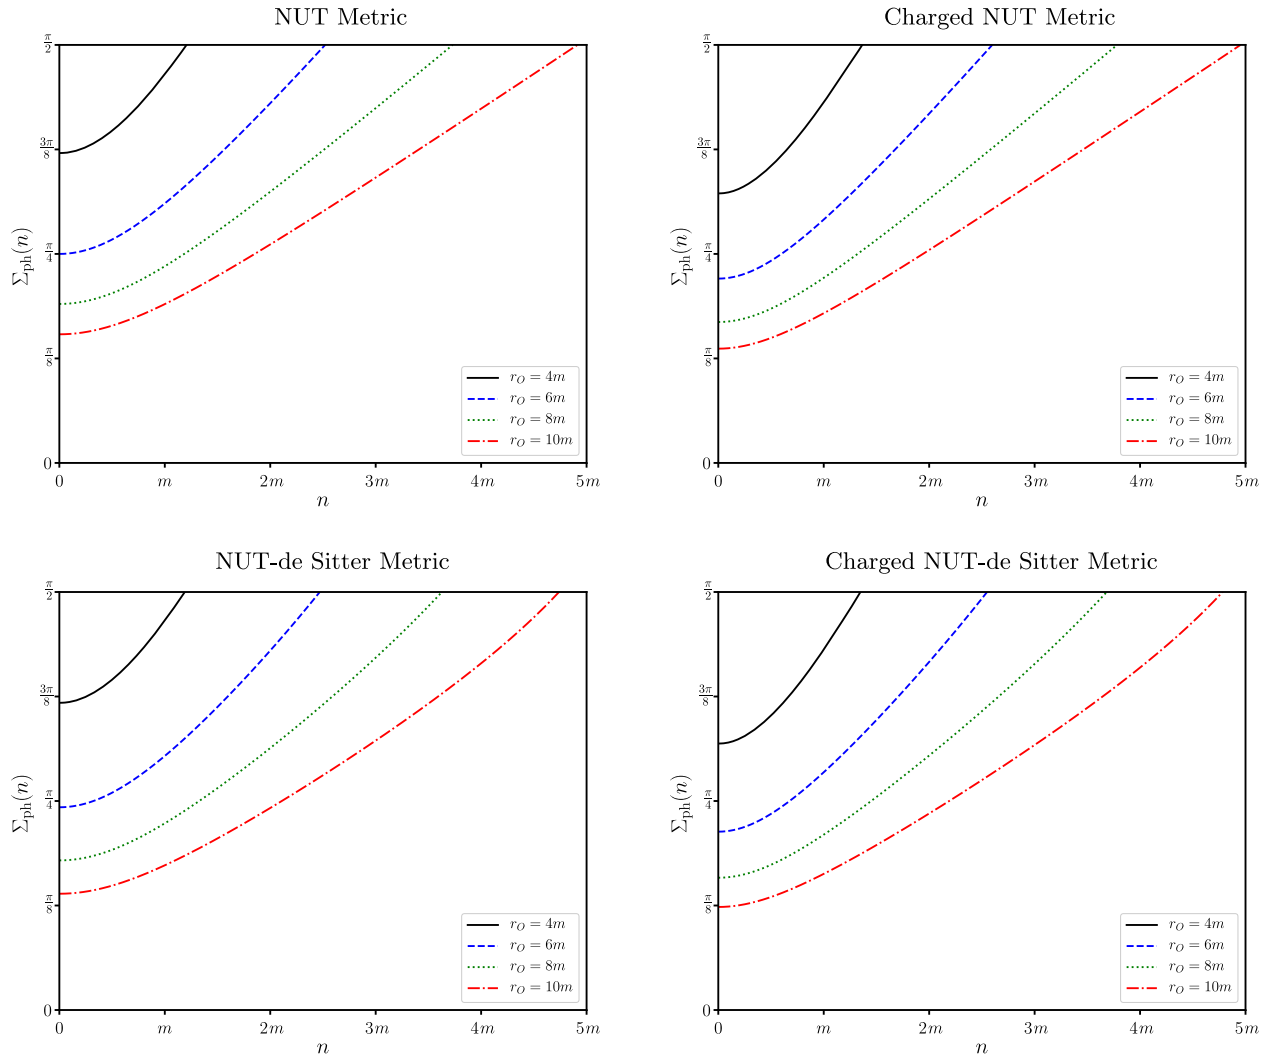 NUT Metric
π/2
3π/8
π/4
π/8
0
Σ_ph(n)
0 m 2m 3m 4m 5m
n
r_O = 4m
r_O = 6m
r_O = 8m
r_O = 10m
Charged NUT Metric
π/2
3π/8
π/4
π/8
0
Σ_ph(n)
0 m 2m 3m 4m 5m
n
r_O = 4m
r_O = 6m
r_O = 8m
r_O = 10m
NUT-de Sitter Metric
π/2
3π/8
π/4
π/8
0
Σ_ph(n)
0 m 2m 3m 4m 5m
n
r_O = 4m
r_O = 6m
r_O = 8m
r_O = 10m
Charged NUT-de Sitter Metric
π/2
3π/8
π/4
π/8
0
Σ_ph(n)
0 m 2m 3m 4m 5m
n
r_O = 4m
r_O = 6m
r_O = 8m
r_O = 10m